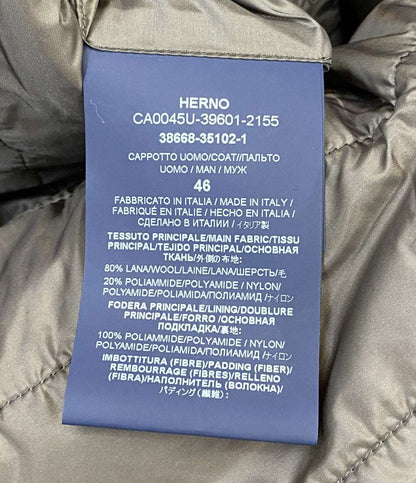 HERNO
CA0045U-39601-2155
38668-35102-1
CAPPOTTO UOMO/COAT//ПАЛЬТО
UOMO / MAN / МУЖ
46
FABBRICATO IN ITALIA / MADE IN ITALY /
FABRIQUÉ EN ITALIE / HECHO EN ITALIA /
СДЕЛАНО В ИТАЛИИ / イタリア製
TESSUTO PRINCIPALE/MAIN FABRIC/TISSU
PRINCIPAL/TEJIDO PRINCIPAL/ОСНОВНАЯ
ТКАНЬ/外側の布地:
80% LANA/WOOL/LAINE/LANA/ШЕРСТЬ/毛
20% POLIAMMIDE/POLYAMIDE / NYLON/
POLYAMIDE/POLIAMIDA/ПОЛИАМИД /ナイロン
FODERA PRINCIPALE/LINING/DOUBLURE
PRINCIPALE/FORRO /ОСНОВНАЯ
ПОДКЛАДКА/裏地:
100% POLIAMMIDE/POLYAMIDE / NYLON/
POLYAMIDE/POLIAMIDA/ПОЛИАМИД/ナイロン
IMBOTTITURA (FIBRE)/PADDING (FIBER)/
REMBOURRAGE (FIBRES)/RELLENO
(FIBRA)/НАПОЛНИТЕЛЬ (ВОЛОКНА)/
パディング (繊維):